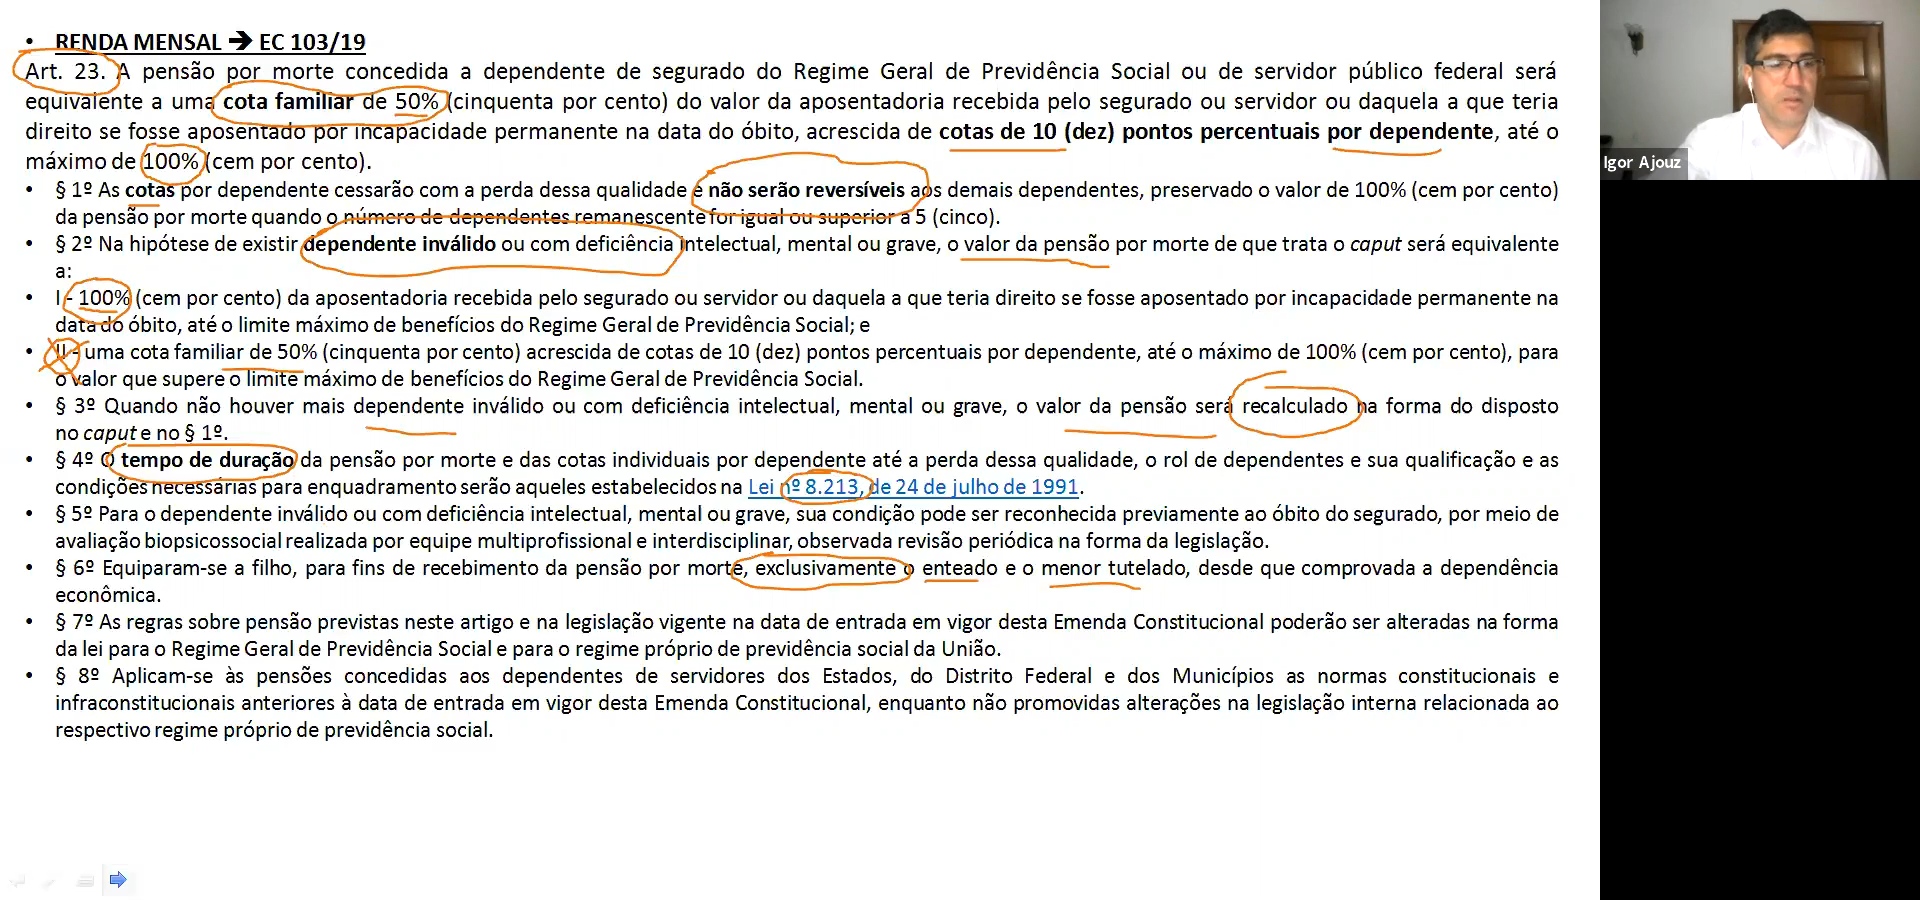 • RENDA MENSAL ➔ EC 103/19
Art. 23. A pensão por morte concedida a dependente de segurado do Regime Geral de Previdência Social ou de servidor público federal será
equivalente a uma cota familiar de 50% (cinquenta por cento) do valor da aposentadoria recebida pelo segurado ou servidor ou daquela a que teria
direito se fosse aposentado por incapacidade permanente na data do óbito, acrescida de cotas de 10 (dez) pontos percentuais por dependente, até o
máximo de 100% (cem por cento).
• § 1º As cotas por dependente cessarão com a perda dessa qualidade e não serão reversíveis aos demais dependentes, preservado o valor de 100% (cem por cento)
da pensão por morte quando o número de dependentes remanescente for igual ou superior a 5 (cinco).
• § 2º Na hipótese de existir dependente inválido ou com deficiência intelectual, mental ou grave, o valor da pensão por morte de que trata o caput será equivalente
a:
• I - 100% (cem por cento) da aposentadoria recebida pelo segurado ou servidor ou daquela a que teria direito se fosse aposentado por incapacidade permanente na
data do óbito, até o limite máximo de benefícios do Regime Geral de Previdência Social; e
• II - uma cota familiar de 50% (cinquenta por cento) acrescida de cotas de 10 (dez) pontos percentuais por dependente, até o máximo de 100% (cem por cento), para
o valor que supere o limite máximo de benefícios do Regime Geral de Previdência Social.
• § 3º Quando não houver mais dependente inválido ou com deficiência intelectual, mental ou grave, o valor da pensão será recalculado na forma do disposto
no caput e no § 1º.
• § 4º O tempo de duração da pensão por morte e das cotas individuais por dependente até a perda dessa qualidade, o rol de dependentes e sua qualificação e as
condições necessárias para enquadramento serão aqueles estabelecidos na Lei nº 8.213, de 24 de julho de 1991.
• § 5º Para o dependente inválido ou com deficiência intelectual, mental ou grave, sua condição pode ser reconhecida previamente ao óbito do segurado, por meio de
avaliação biopsicossocial realizada por equipe multiprofissional e interdisciplinar, observada revisão periódica na forma da legislação.
• § 6º Equiparam-se a filho, para fins de recebimento da pensão por morte, exclusivamente o enteado e o menor tutelado, desde que comprovada a dependência
econômica.
• § 7º As regras sobre pensão previstas neste artigo e na legislação vigente na data de entrada em vigor desta Emenda Constitucional poderão ser alteradas na forma
da lei para o Regime Geral de Previdência Social e para o regime próprio de previdência social da União.
• § 8º Aplicam-se às pensões concedidas aos dependentes de servidores dos Estados, do Distrito Federal e dos Municípios as normas constitucionais e
infraconstitucionais anteriores à data de entrada em vigor desta Emenda Constitucional, enquanto não promovidas alterações na legislação interna relacionada ao
respectivo regime próprio de previdência social.
Igor Ajouz